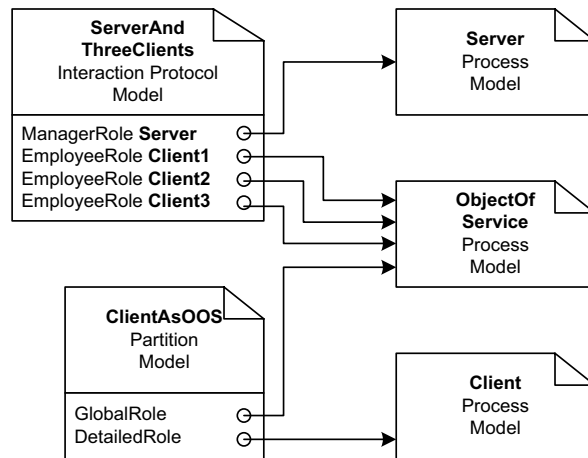 ServerAnd
ThreeClients
Interaction Protocol
Model
ManagerRole Server
EmployeeRole Client1
EmployeeRole Client2
EmployeeRole Client3
Server
Process
Model
ObjectOf
Service
Process
Model
ClientAsOOS
Partition
Model
GlobalRole
DetailedRole
Client
Process
Model